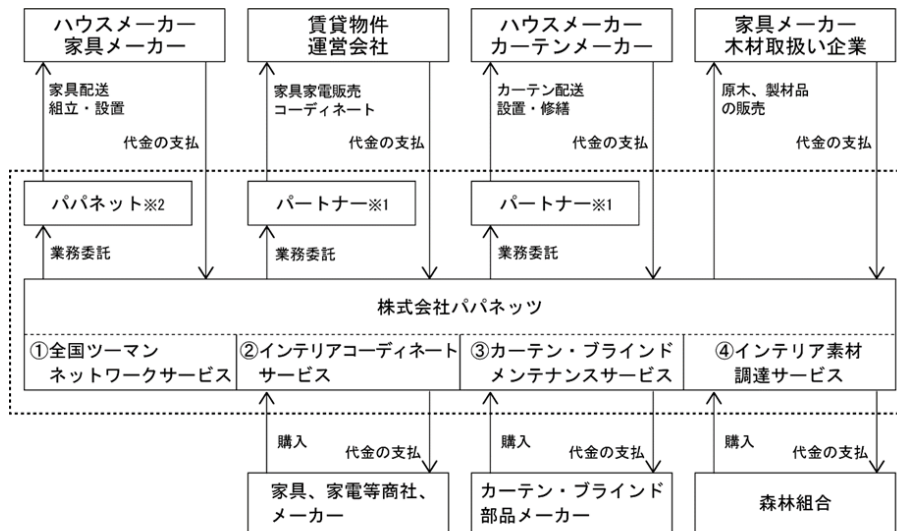 ハウスメーカー
家具メーカー
賃貸物件
運営会社
ハウスメーカー
カーテンメーカー
家具メーカー
木材取扱い企業
家具配送
組立・設置
代金の支払
家具家電販売
コーディネート
代金の支払
カーテン配送
設置・修繕
代金の支払
原木、製材品
の販売
代金の支払
パパネット※2
パートナー※1
パートナー※1
業務委託
業務委託
業務委託
株式会社パパネッツ
①全国ツーマン
ネットワークサービス
②インテリアコーディネート
サービス
③カーテン・ブラインド
メンテナンスサービス
④インテリア素材
調達サービス
購入
代金の支払
購入
代金の支払
購入
代金の支払
家具、家電等商社、
メーカー
カーテン・ブラインド
部品メーカー
森林組合